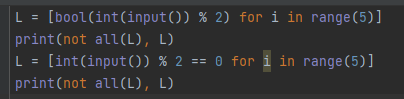 L = [bool(int(input()) % 2) for i in range(5)]
print(not all(L), L)
L = [int(input()) % 2 == 0 for i in range(5)]
print(not all(L), L)